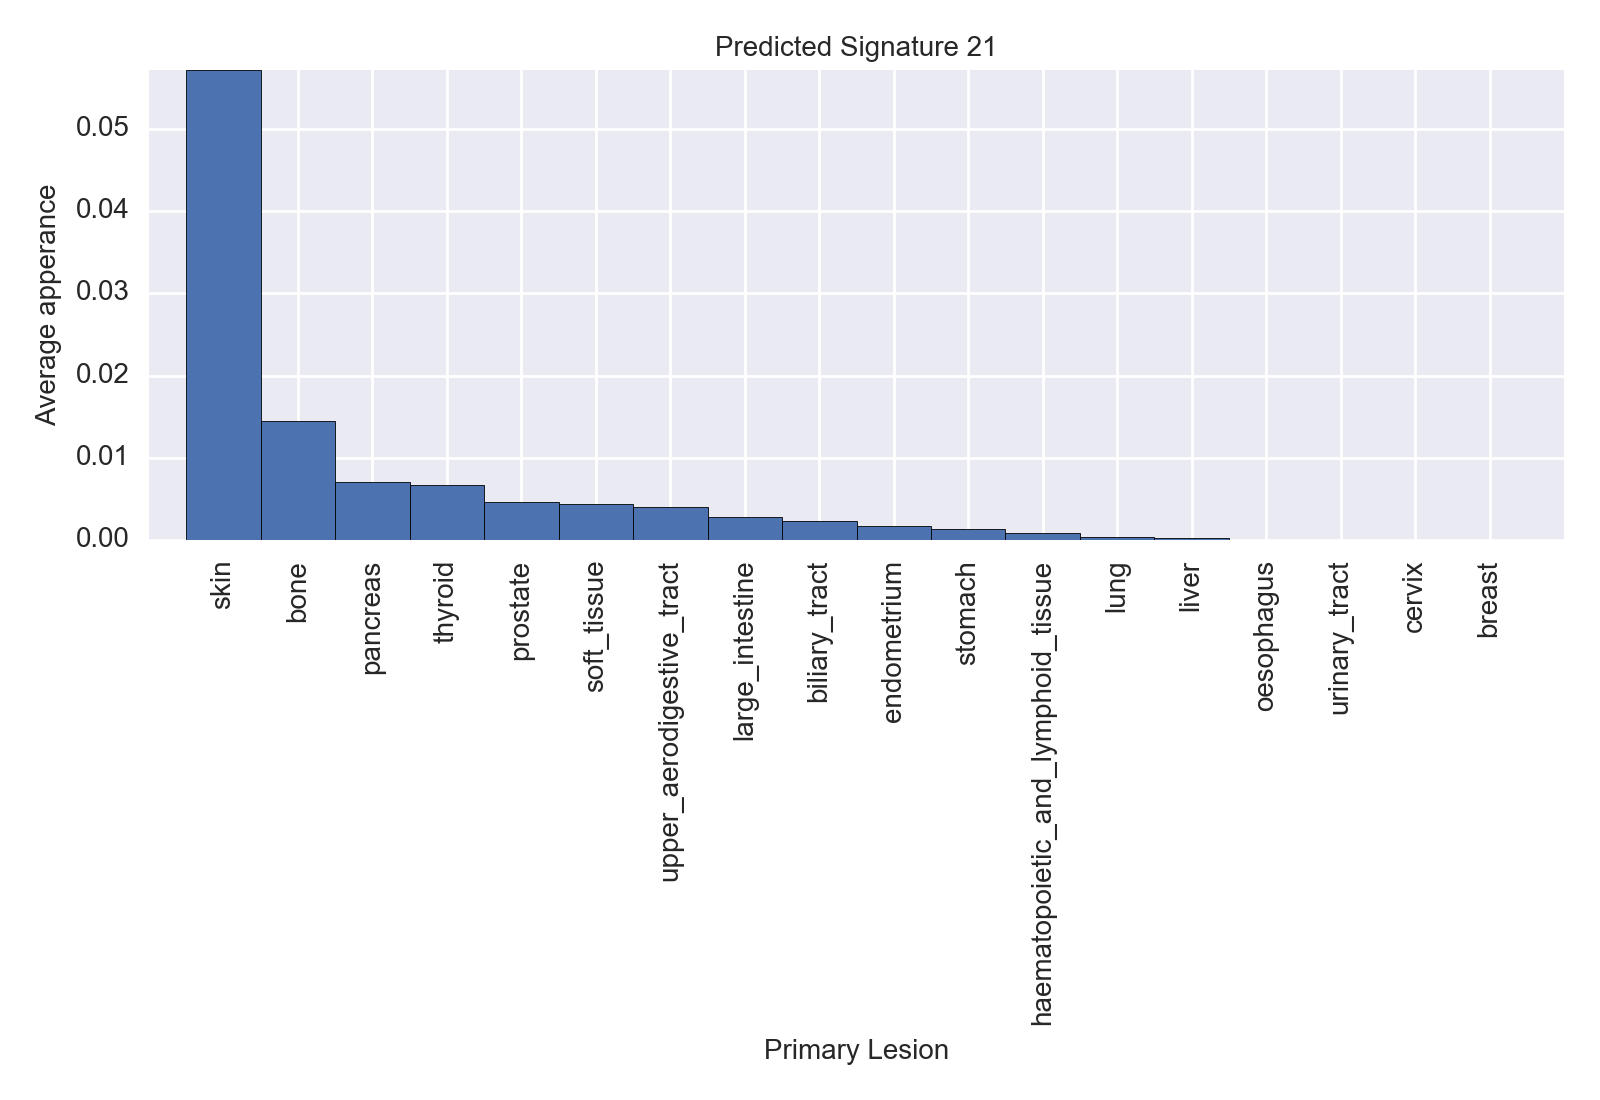 Predicted Signature 21
Average apperance
0.05
0.04
0.03
0.02
0.01
0.00
skin
bone
pancreas
thyroid
prostate
soft_tissue
upper_aerodigestive_tract
large_intestine
biliary_tract
endometrium
stomach
haematopoietic_and_lymphoid_tissue
lung
liver
oesophagus
urinary_tract
cervix
breast
Primary Lesion